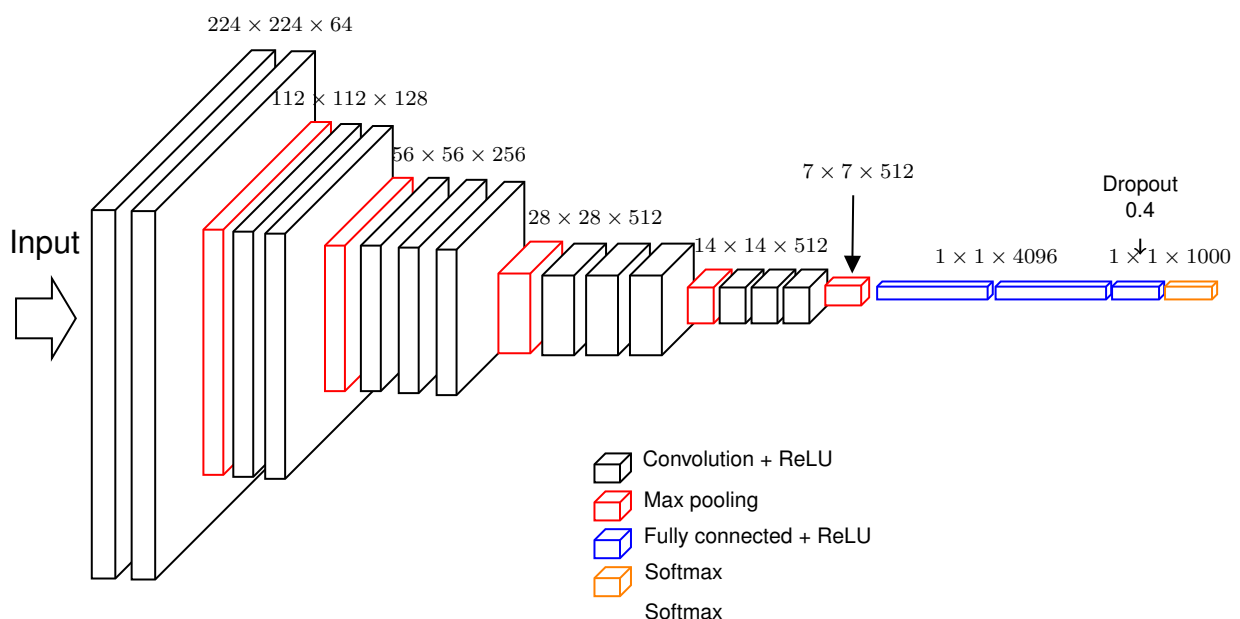 224 × 224 × 64
112 × 112 × 128
56 × 56 × 256
28 × 28 × 512
14 × 14 × 512
7 × 7 × 512
Dropout
0.4
1 × 1 × 4096
1 × 1 × 1000
Input
Convolution + ReLU
Max pooling
Fully connected + ReLU
Softmax
Softmax